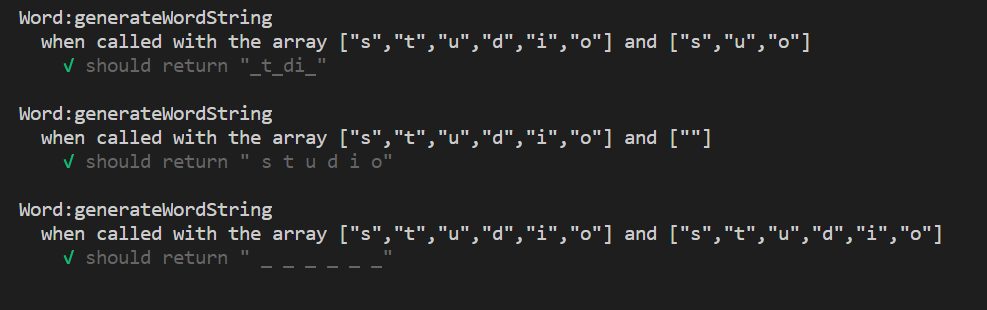 Word:generateWordString
when called with the array ["s","t","u","d","i","o"] and ["s","u","o"]
√ should return "_t_di_"
Word:generateWordString
when called with the array ["s","t","u","d","i","o"] and [""]
√ should return " s t u d i o"
Word:generateWordString
when called with the array ["s","t","u","d","i","o"] and ["s","t","u","d","i","o"]
√ should return " _ _ _ _ _ _"